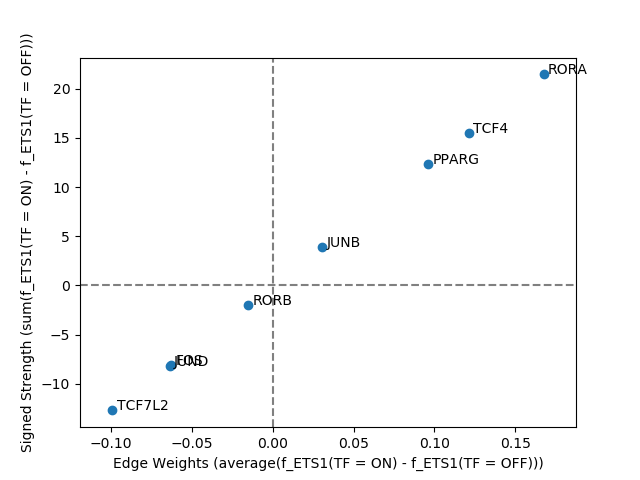 Signed Strength (sum(f_ETS1(TF = ON) - f_ETS1(TF = OFF)))
20
15
10
5
0
−5
−10
RORA
TCF4
PPARG
JUNB
RORB
FOS
JUND
TCF7L2
−0.10
−0.05
0.00
0.05
0.10
0.15
Edge Weights (average(f_ETS1(TF = ON) - f_ETS1(TF = OFF)))